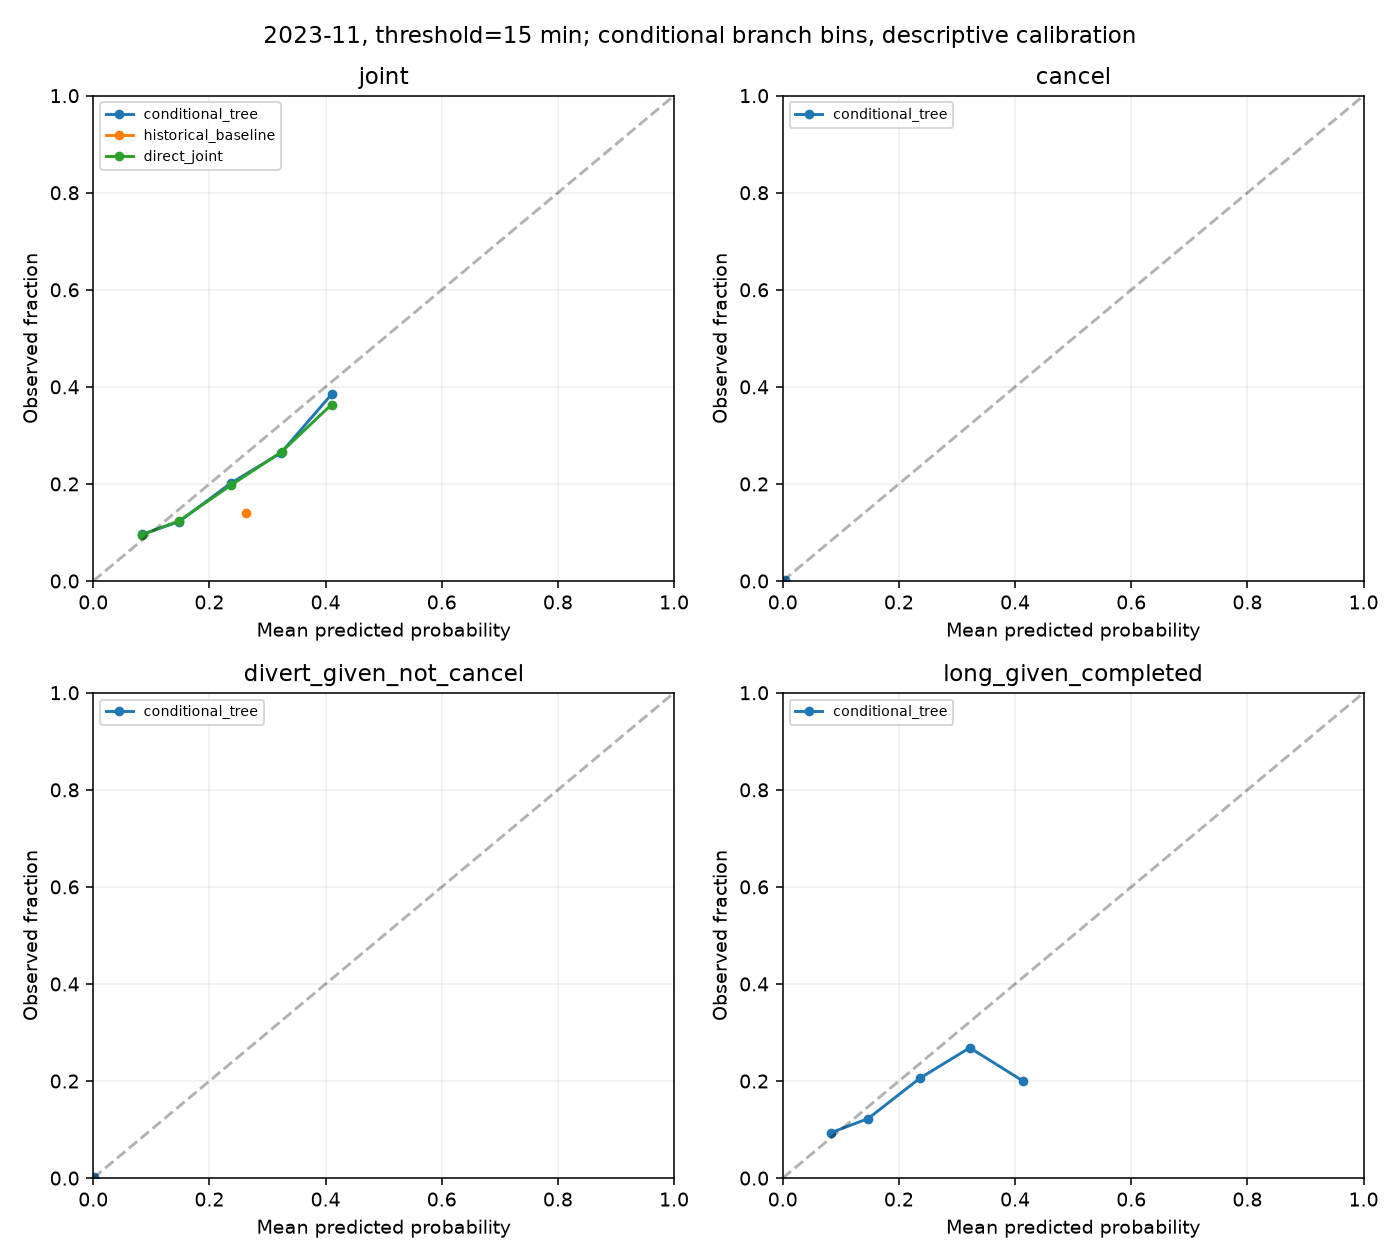 2023-11, threshold=15 min; conditional branch bins, descriptive calibration
joint
conditional_tree
historical_baseline
direct_joint
1.0
0.8
0.6
0.4
0.2
0.0
Observed fraction
0.0 0.2 0.4 0.6 0.8 1.0
Mean predicted probability
cancel
conditional_tree
1.0
0.8
0.6
0.4
0.2
0.0
Observed fraction
0.0 0.2 0.4 0.6 0.8 1.0
Mean predicted probability
divert_given_not_cancel
conditional_tree
1.0
0.8
0.6
0.4
0.2
0.0
Observed fraction
0.0 0.2 0.4 0.6 0.8 1.0
Mean predicted probability
long_given_completed
conditional_tree
1.0
0.8
0.6
0.4
0.2
0.0
Observed fraction
0.0 0.2 0.4 0.6 0.8 1.0
Mean predicted probability